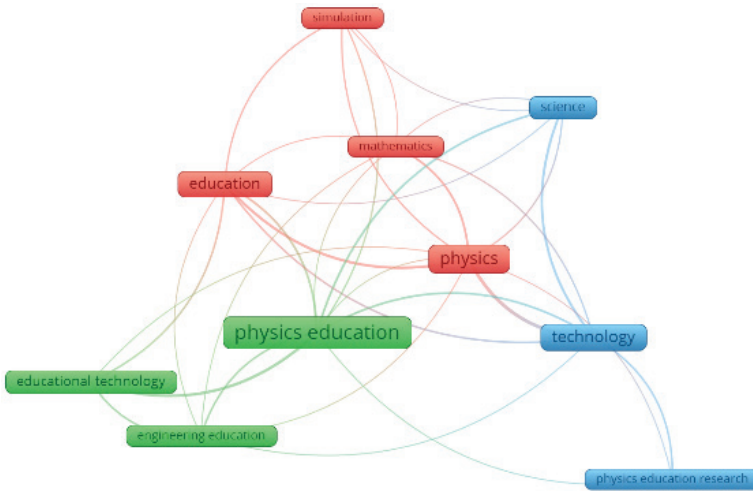 simulation
science
mathematics
education
physics
physics education
technology
educational technology
engineering education
physics education research